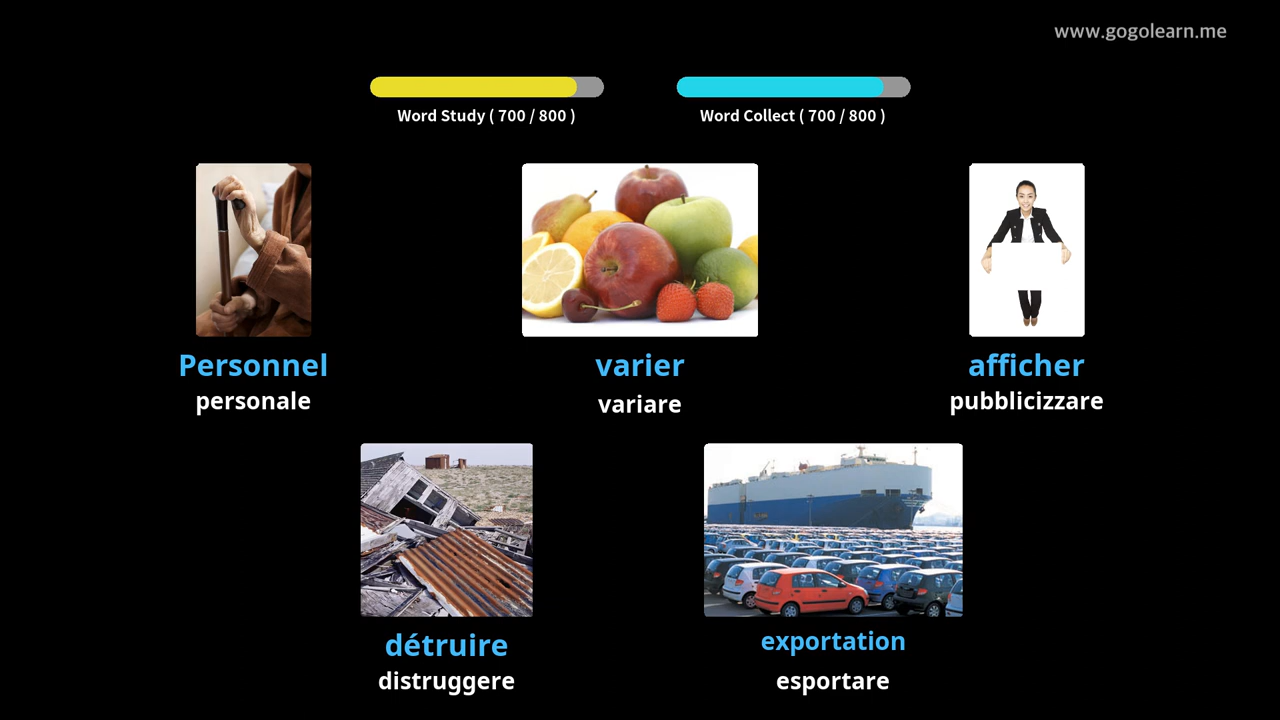 www.gogolearn.me
Word Study ( 700 / 800 )
Word Collect ( 700 / 800 )
Personnel
personale
varier
variare
afficher
pubblicizzare
détruire
distruggere
exportation
esportare